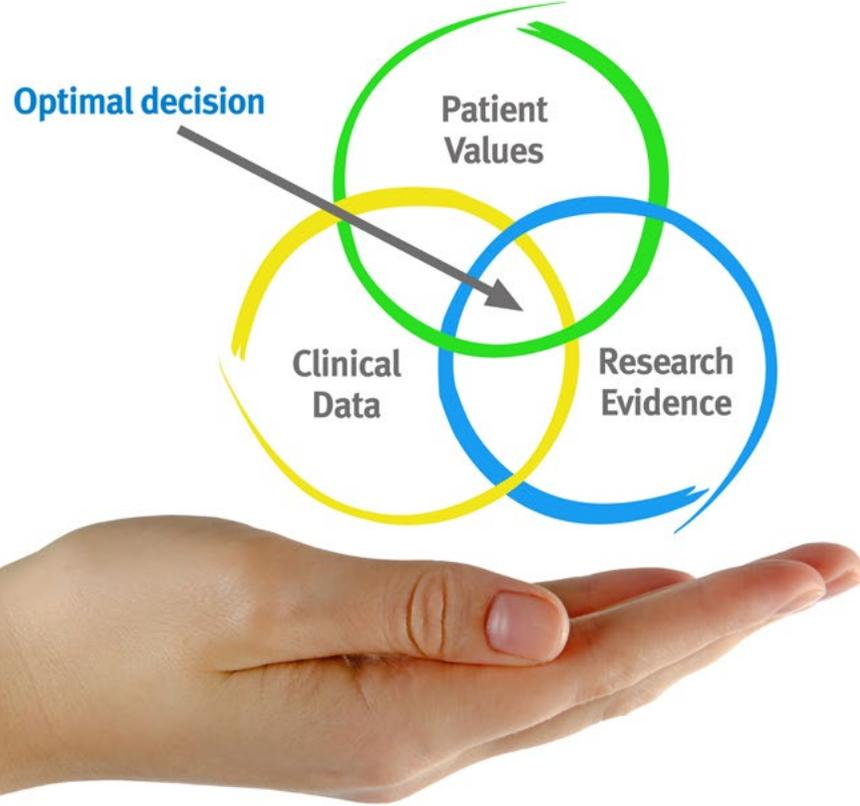 Optimal decision
Patient
Values
Clinical
Data
Research
Evidence